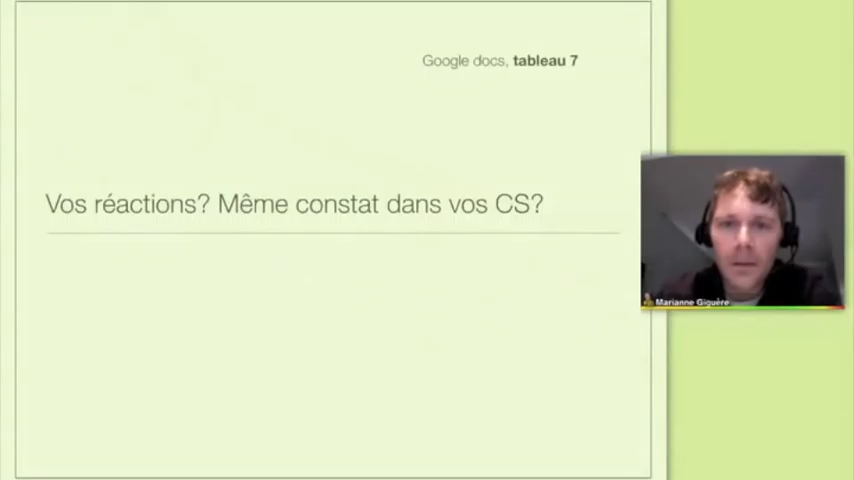 Google docs, tableau 7
Vos réactions? Même constat dans vos CS?
Marianne Giguère